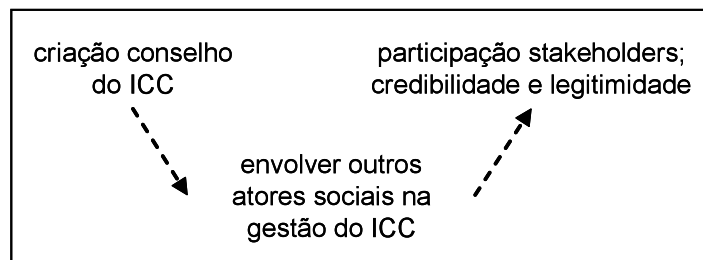 criação conselho
do ICC
participação stakeholders;
credibilidade e legitimidade
envolver outros
atores sociais na
gestão do ICC